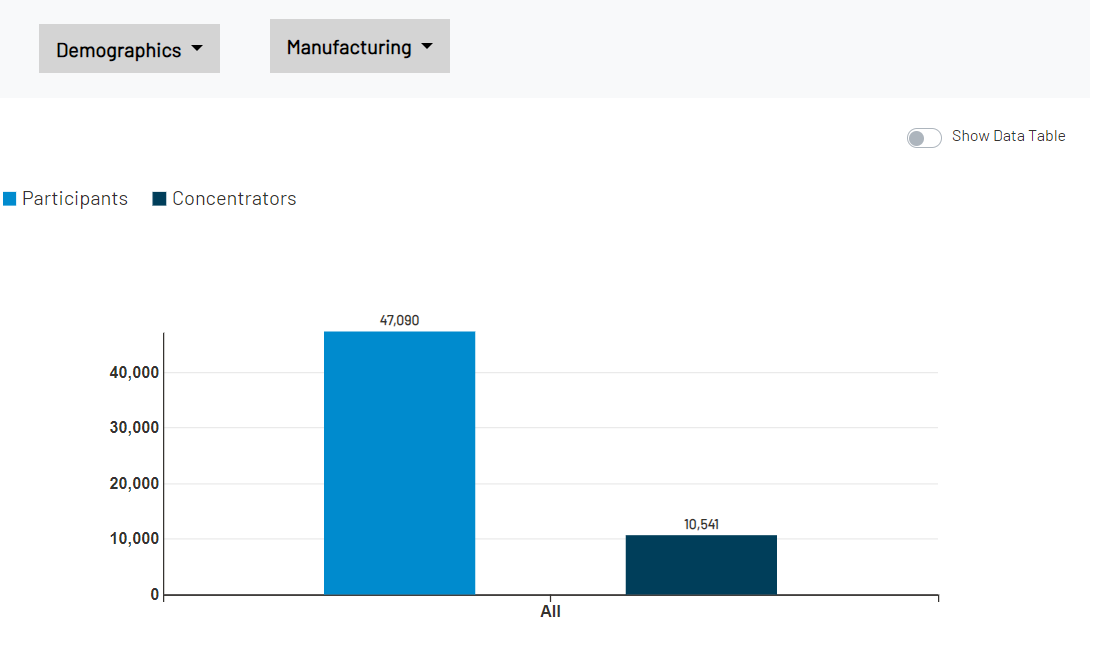 Demographics
Manufacturing
Show Data Table
Participants
Concentrators
47,090
40,000
30,000
20,000
10,541
10,000
0
All